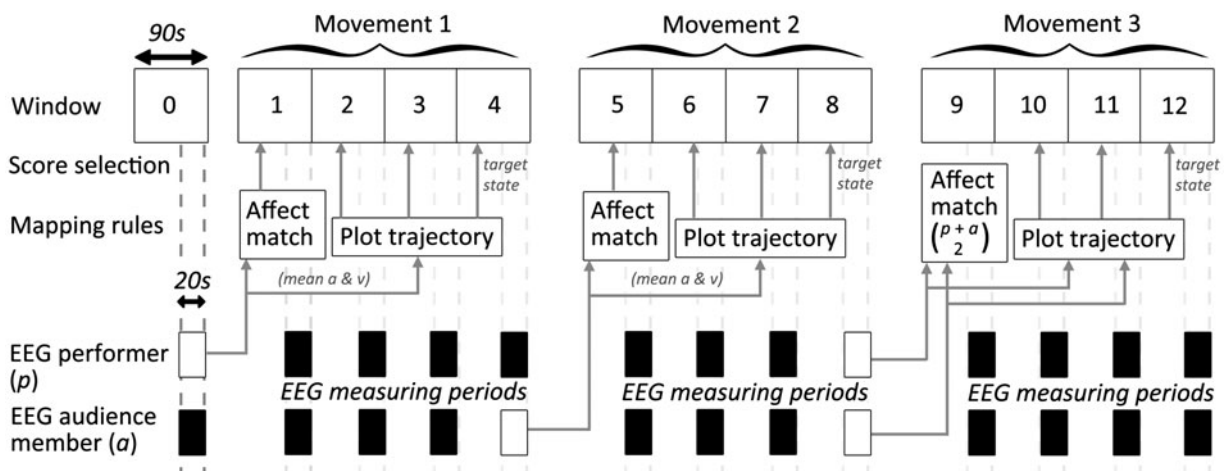 90s
Movement 1
Movement 2
Movement 3
Window
0
1
2
3
4
5
6
7
8
9
10
11
12
Score selection
target
state
target
state
target
state
Mapping rules
Affect
match
Plot trajectory
Affect
match
Plot trajectory
Affect
match
(p + a
2)
Plot trajectory
20s
(mean a & v)
(mean a & v)
EEG performer
(p)
EEG measuring periods
EEG measuring periods
EEG measuring periods
EEG audience
member (a)